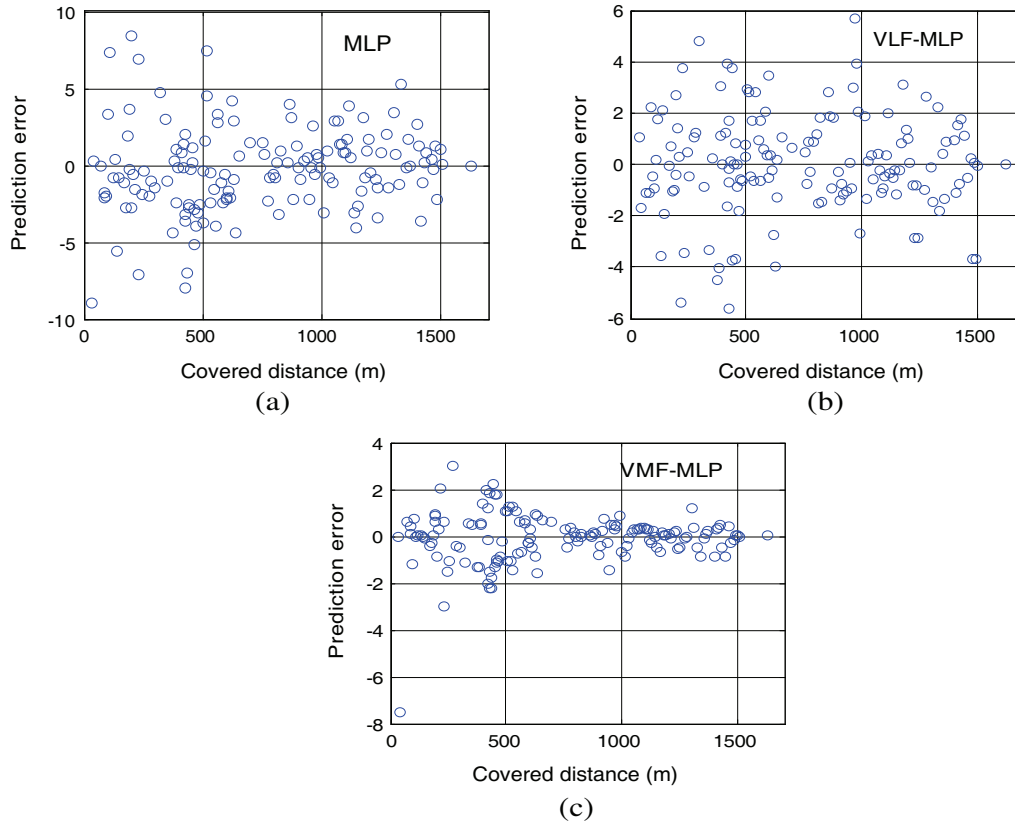 MLP
10
5
0
-5
-10
Prediction error
0 500 1000 1500
Covered distance (m)
(a)
VLF-MLP
6
4
2
0
-2
-4
-6
Prediction error
0 500 1000 1500
Covered distance (m)
(b)
VMF-MLP
4
2
0
-2
-4
-6
-8
Prediction error
0 500 1000 1500
Covered distance (m)
(c)